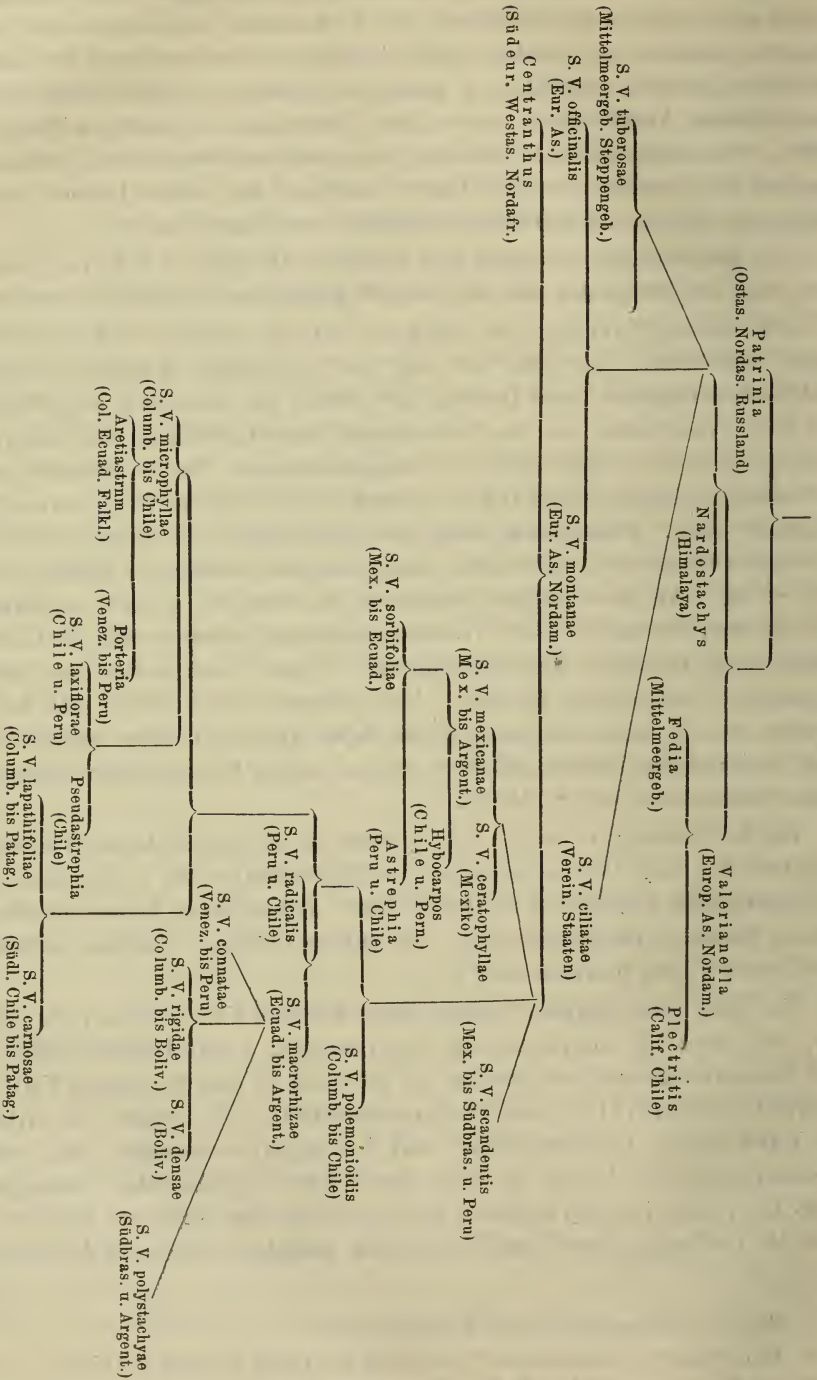 Patrinia
(Ostas. Nordas. Russland)
Nardostachys
(Himalaya)
Valerianella
(Europ. As. Nordam.)
Fedia
(Mittelmeergeb.)
Plectritis
(Calif. Chile)
S. V. tuberosae
(Mittelmeergeb. Steppengeb.)
S. V. officinalis
(Eur. As.)
S. V. montanae
(Eur. As. Nordam.)*
S. V. ciliatae
(Verein. Staaten)
Centranthus
(Südeur. Westas. Nordafr.)
S. V. mexicanae
(Mex. bis Argent.)
S. V. ceratophyllae
(Mexiko)
S. V. scandentis
(Mex. bis Südbras. u. Peru)
Hybocarpos
(Chile u. Peru.)
S. V. sorbifoliae
(Mex. bis Ecuad.)
Astrephia
(Peru u. Chile)
S. V. polemonioidis
(Columb. bis Chile)
S. V. radicalis
(Peru u. Chile)
S. V. macrorhizae
(Ecuad. bis Argent.)
S. V. connatae
(Venez. bis Peru)
S. V. rigidae
(Columb. bis Boliv.)
S. V. densae
(Boliv.)
S. V. polystachyae
(Südbras. u. Argent.)
S. V. microphyllae
(Columb. bis Chile)
Aretiastrnm
(Col. Ecuad. Falkl.)
Porteria
(Venez. bis Peru)
S. V. laxiflorae
(Chile u. Peru)
Pseudastrephia
(Chile)
S. V. lapathifoliae
(Columb. bis Patag.)
S. V. carnosae
(Südl. Chile bis Patag.)